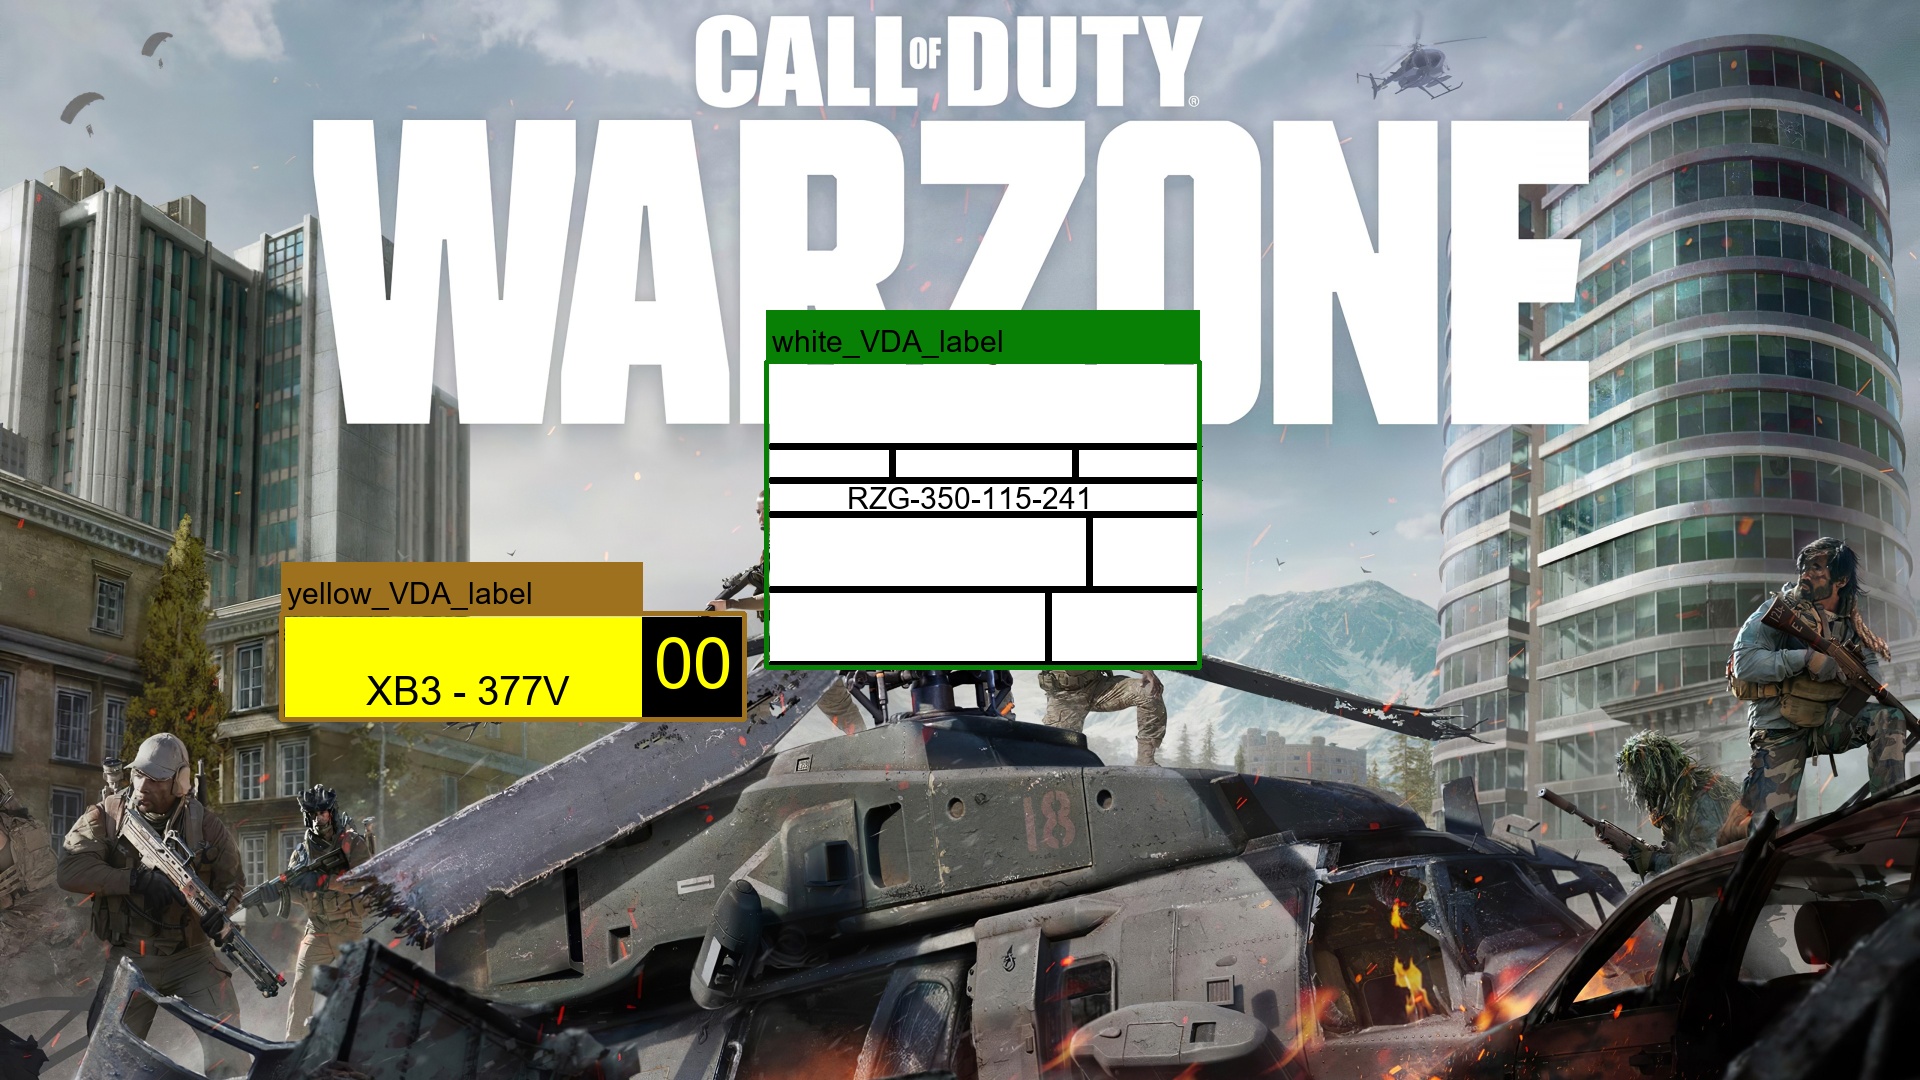 CALL OF DUTY®
WARZONE
white_VDA_label
RZG-350-115-241
yellow_VDA_label
XB3 - 377V
00
18